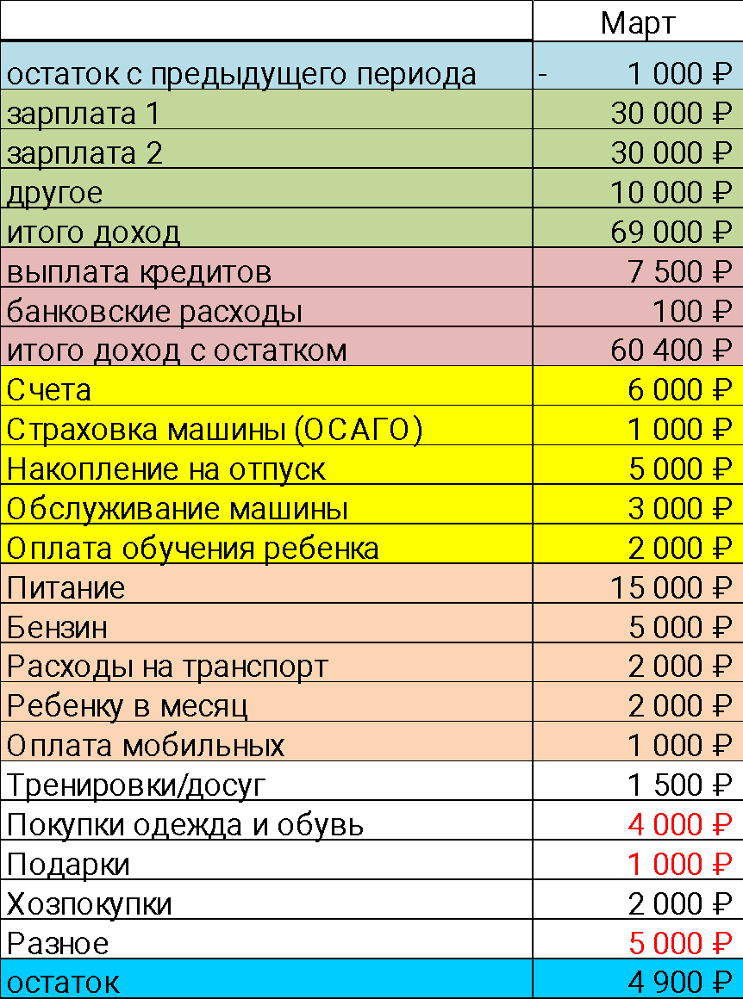 Март
остаток с предыдущего периода - 1 000 ₽
зарплата 1 30 000 ₽
зарплата 2 30 000 ₽
другое 10 000 ₽
итого доход 69 000 ₽
выплата кредитов 7 500 ₽
банковские расходы 100 ₽
итого доход с остатком 60 400 ₽
Счета 6 000 ₽
Страховка машины (ОСАГО) 1 000 ₽
Накопление на отпуск 5 000 ₽
Обслуживание машины 3 000 ₽
Оплата обучения ребенка 2 000 ₽
Питание 15 000 ₽
Бензин 5 000 ₽
Расходы на транспорт 2 000 ₽
Ребенку в месяц 2 000 ₽
Оплата мобильных 1 000 ₽
Тренировки/досуг 1 500 ₽
Покупки одежда и обувь 4 000 ₽
Подарки 1 000 ₽
Хозпокупки 2 000 ₽
Разное 5 000 ₽
остаток 4 900 ₽